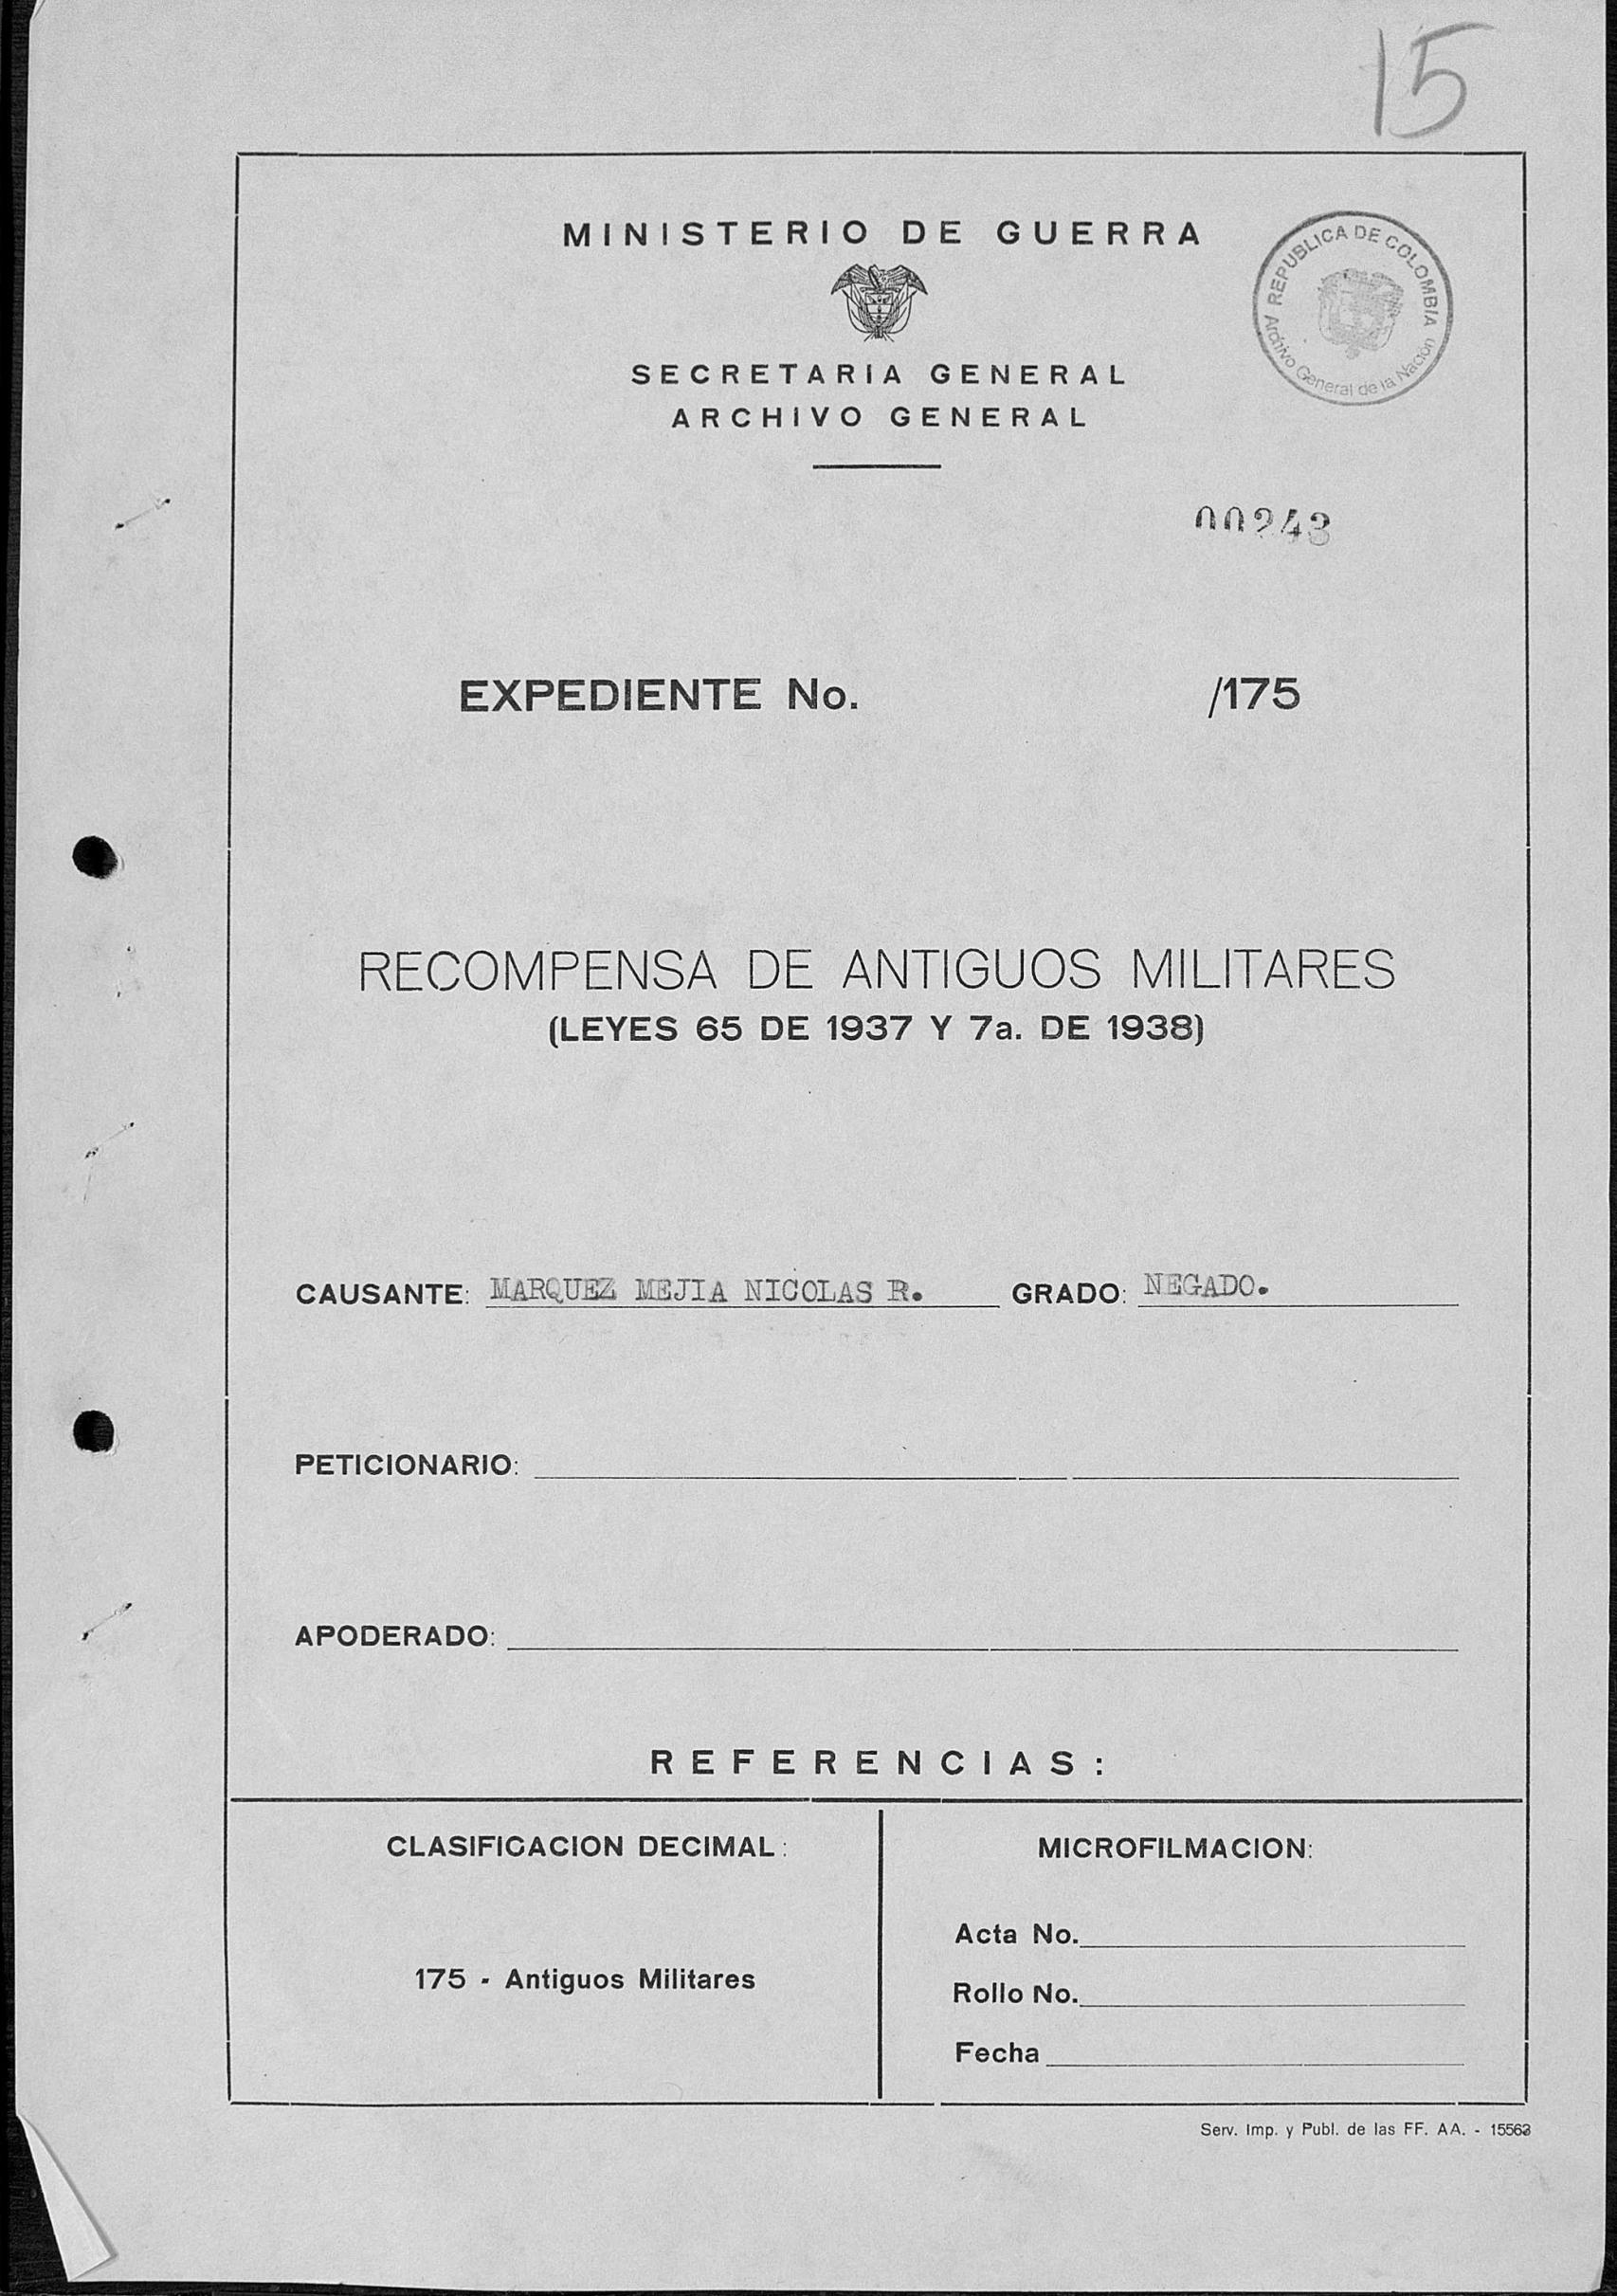 15
MINISTERIO DE GUERRA
REPUBLICA DE COLOMBIA
Archivo General de la Nación
SECRETARIA GENERAL
ARCHIVO GENERAL
00243
EXPEDIENTE No. /175
RECOMPENSA DE ANTIGUOS MILITARES
(LEYES 65 DE 1937 Y 7a. DE 1938)
CAUSANTE: MARQUEZ MEJIA NICOLAS R. GRADO: NEGADO.
PETICIONARIO:
APODERADO:
REFERENCIAS:
CLASIFICACION DECIMAL:
175 - Antiguos Militares
MICROFILMACION:
Acta No.
Rollo No.
Fecha
Serv. Imp. y Publ. de las FF. AA. - 15563